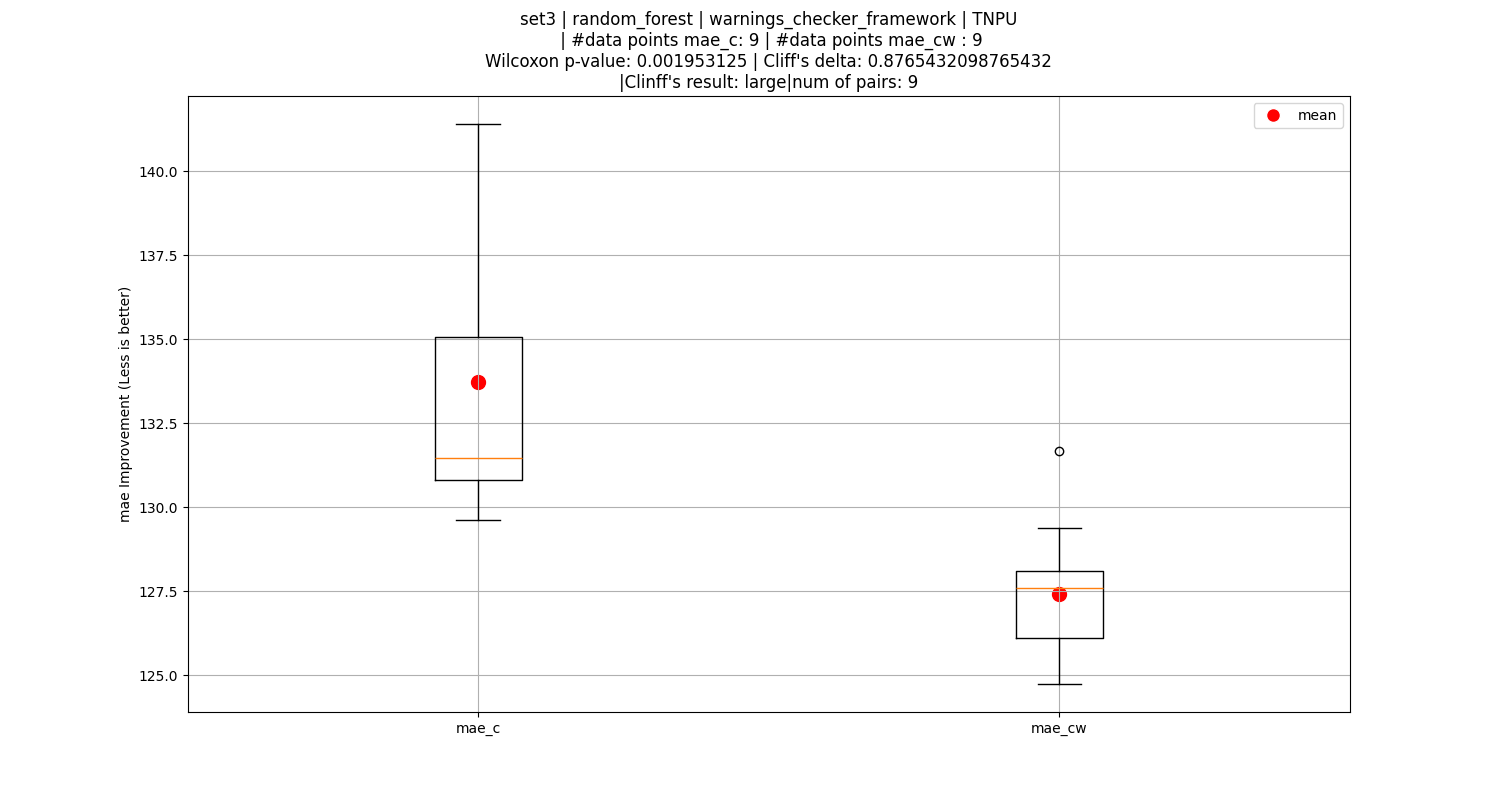 set3 | random_forest | warnings_checker_framework | TNPU
| #data points mae_c: 9 | #data points mae_cw : 9
Wilcoxon p-value: 0.001953125 | Cliff's delta: 0.8765432098765432
|Clinff's result: large|num of pairs: 9
mean
140.0
137.5
135.0
132.5
130.0
127.5
125.0
mae Improvement (Less is better)
mae_c
mae_cw